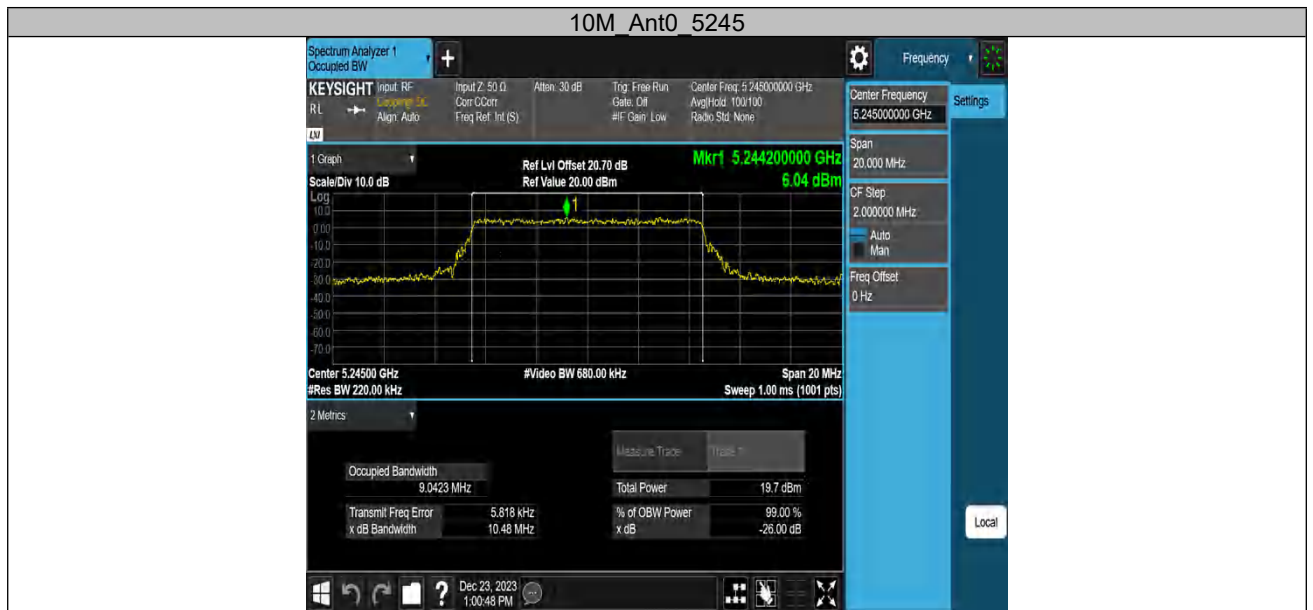 10M_Ant0_5245
Spectrum Analyzer 1
Occupied BW
+
Frequency
KEYSIGHT
Input: RF
Coupling: DC
Align: Auto
Input Z: 50 Ω
Corr CCorr
Freq Ref: Int (S)
Atten: 30 dB
Trig: Free Run
Gate: Off
#IF Gain: Low
Center Freq: 5.245000000 GHz
Avg|Hold: 100/100
Radio Std: None
RL
LXI
Center Frequency
5.245000000 GHz
Settings
Span
20.000 MHz
CF Step
2.000000 MHz
Auto
Man
Freq Offset
0 Hz
Local
1 Graph
Scale/Div 10.0 dB
Ref Lvl Offset 20.70 dB
Ref Value 20.00 dBm
Mkr1 5.244200000 GHz
6.04 dBm
Log
10.0
0.00
-10.0
-20.0
-30.0
-40.0
-50.0
-60.0
-70.0
1
Center 5.24500 GHz
#Video BW 680.00 kHz
Span 20 MHz
#Res BW 220.00 kHz
Sweep 1.00 ms (1001 pts)
2 Metrics
Measure Trace
Trace 1
Occupied Bandwidth
9.0423 MHz
Total Power
19.7 dBm
Transmit Freq Error
5.818 kHz
% of OBW Power
99.00 %
x dB Bandwidth
10.48 MHz
x dB
-26.00 dB
?
Dec 23, 2023
1:00:48 PM